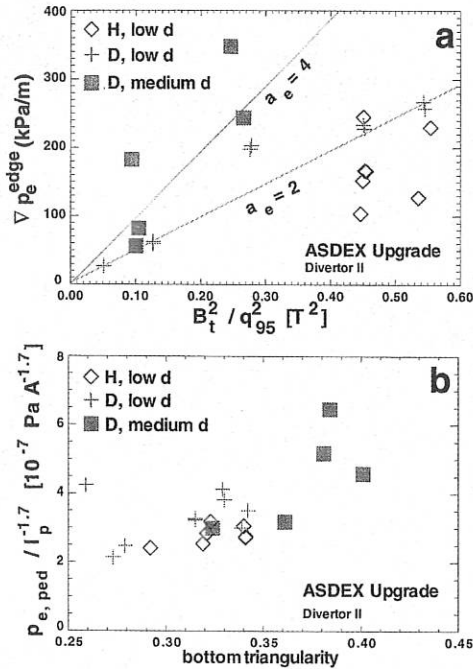 400
300
200
100
0
∇ p_e^edge (kPa/m)
◇ H, low d
+ D, low d
■ D, medium d
a
a_e = 4
a_e = 2
ASDEX Upgrade
Divertor II
0.00 0.10 0.20 0.30 0.40 0.50 0.60
B_t^2 / q_95^2 [T^2]
8
6
4
2
0
p_e,ped / I_p^-1.7 [10^-7 Pa A^-1.7]
◇ H, low d
+ D, low d
■ D, medium d
b
ASDEX Upgrade
Divertor II
0.25 0.30 0.35 0.40 0.45
bottom triangularity